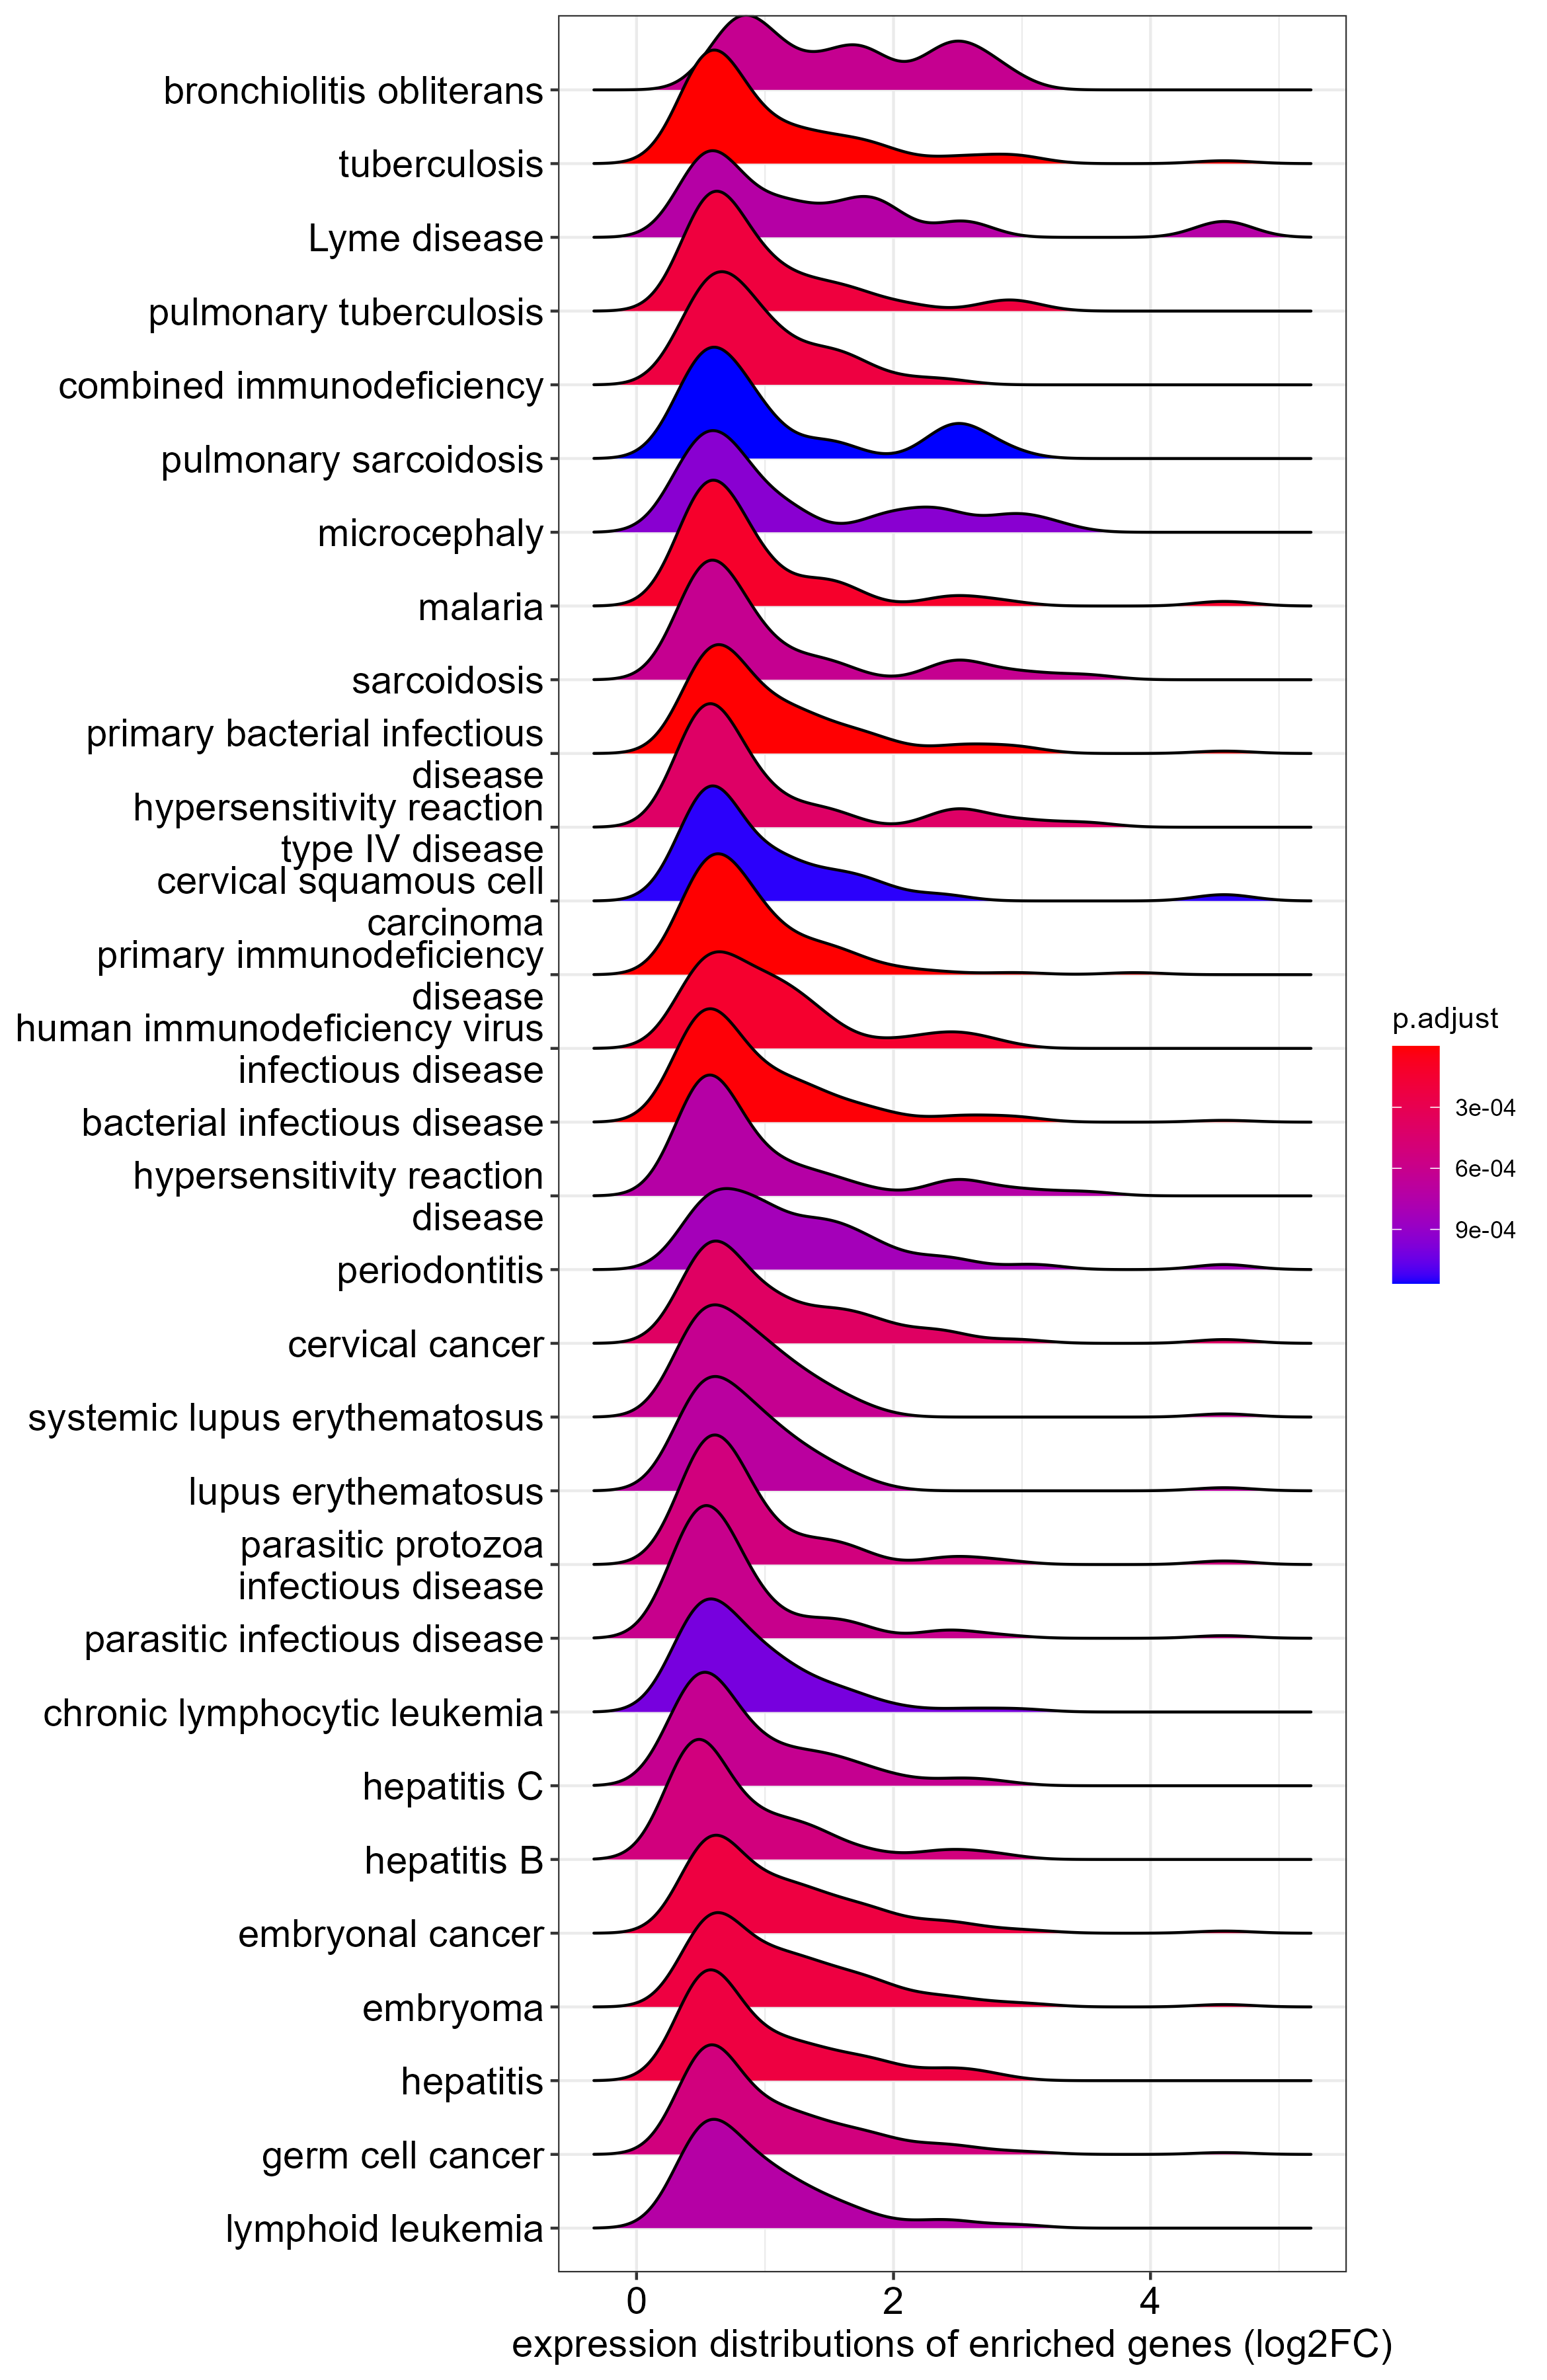 bronchiolitis obliterans
tuberculosis
Lyme disease
pulmonary tuberculosis
combined immunodeficiency
pulmonary sarcoidosis
microcephaly
malaria
sarcoidosis
primary bacterial infectious
disease
hypersensitivity reaction
type IV disease
cervical squamous cell
carcinoma
primary immunodeficiency
disease
human immunodeficiency virus
infectious disease
bacterial infectious disease
hypersensitivity reaction
disease
periodontitis
cervical cancer
systemic lupus erythematosus
lupus erythematosus
parasitic protozoa
infectious disease
parasitic infectious disease
chronic lymphocytic leukemia
hepatitis C
hepatitis B
embryonal cancer
embryoma
hepatitis
germ cell cancer
lymphoid leukemia
0 2 4
expression distributions of enriched genes (log2FC)
p.adjust
3e-04
6e-04
9e-04